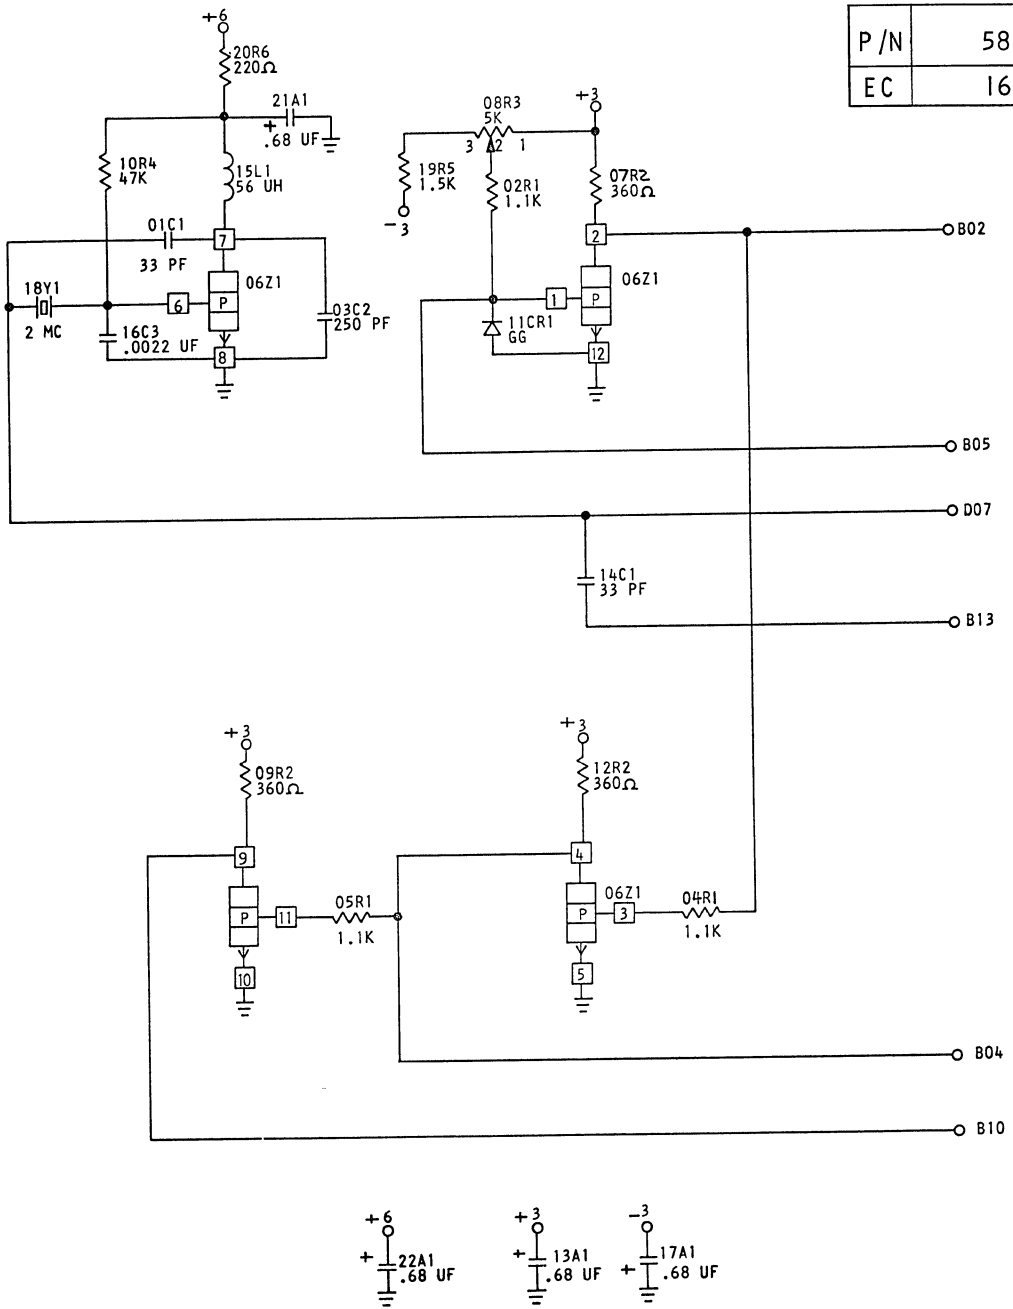 P/N 58
EC 16
+6
20R6
220Ω
21A1
+
.68 UF
10R4
47K
15L1
56 UH
01C1
33 PF
7
18Y1
2 MC
6
P
06Z1
16C3
.0022 UF
03C2
250 PF
8
08R3
5K
3 2 1
+3
19R5
1.5K
-3
02R1
1.1K
07R2
360Ω
2
B02
06Z1
1
P
11CR1
GG
12
B05
D07
14C1
33 PF
B13
+3
09R2
360Ω
9
P
11
05R1
1.1K
10
+3
12R2
360Ω
4
06Z1
P
3
04R1
1.1K
5
B04
B10
+6
+
22A1
.68 UF
+3
+
13A1
.68 UF
-3
17A1
+
.68 UF